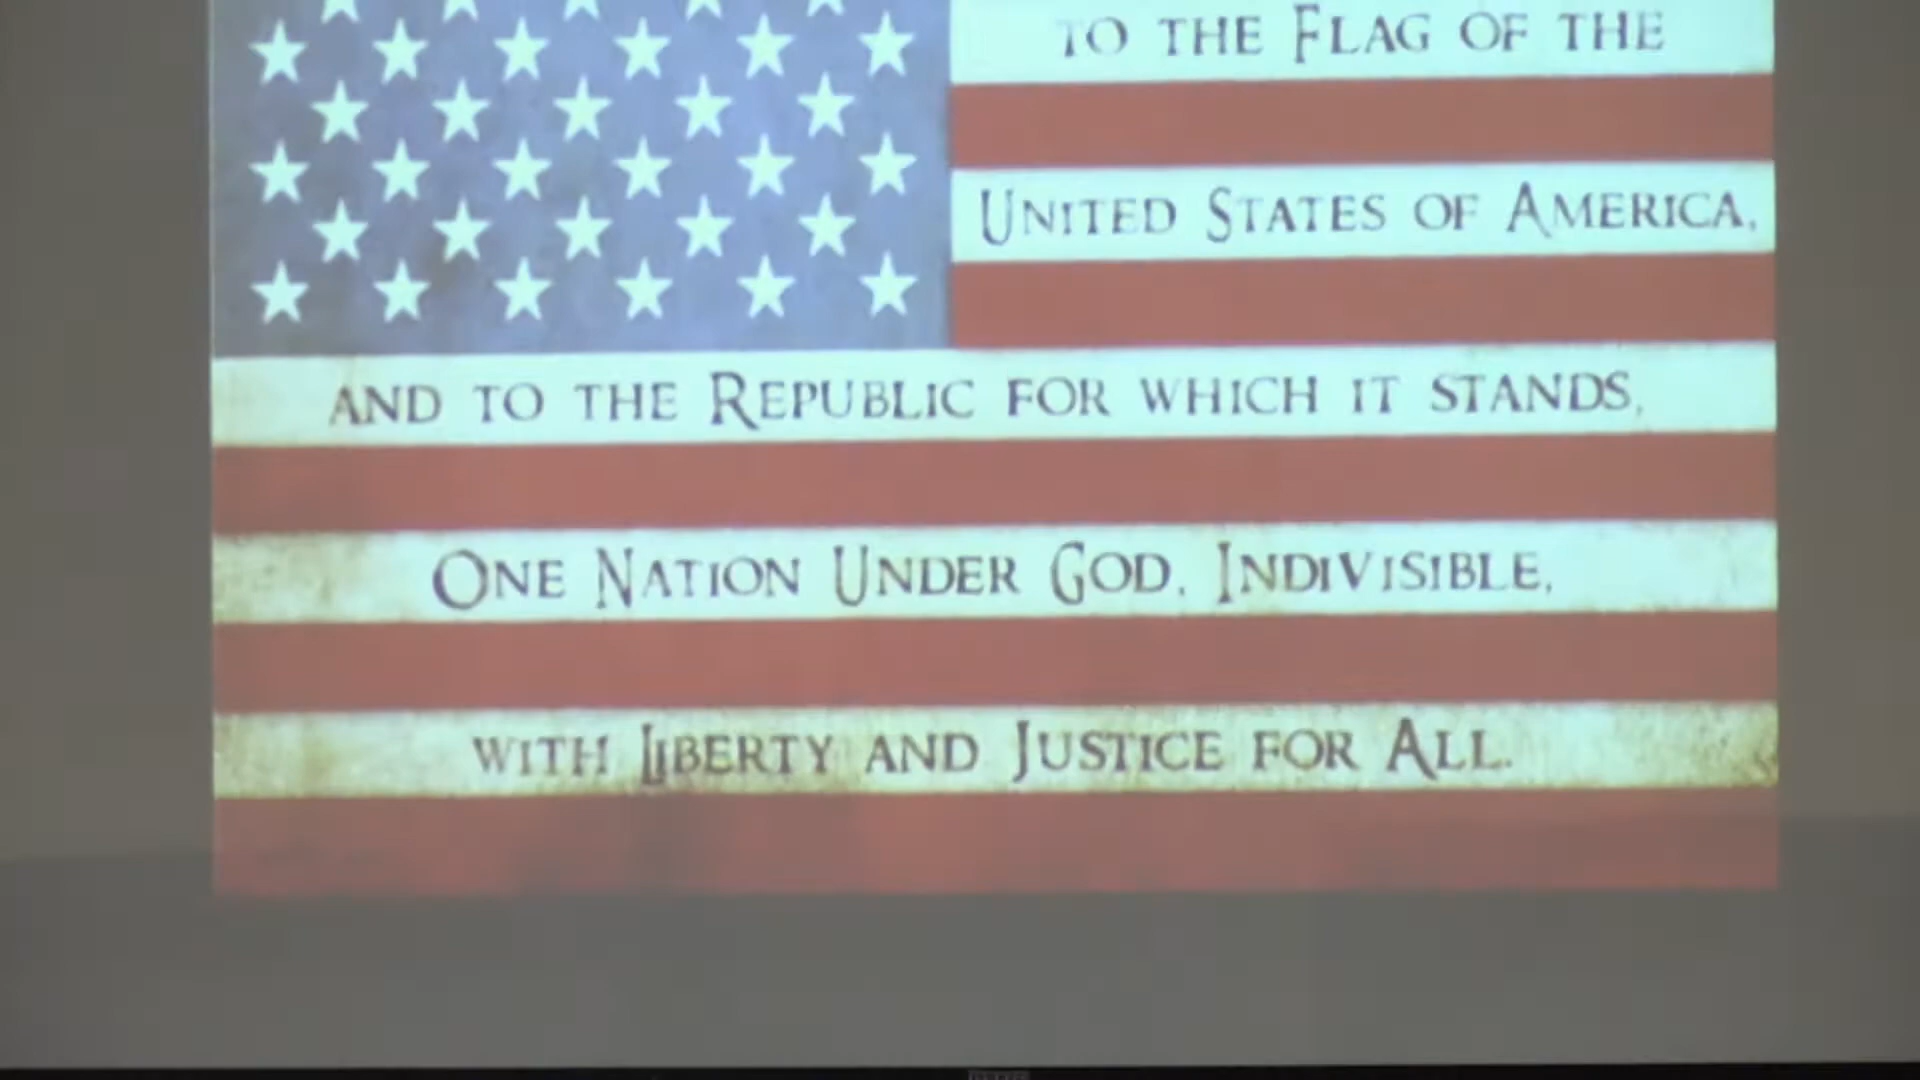 TO THE FLAG OF THE
UNITED STATES OF AMERICA,
AND TO THE REPUBLIC FOR WHICH IT STANDS,
ONE NATION UNDER GOD, INDIVISIBLE,
WITH LIBERTY AND JUSTICE FOR ALL.